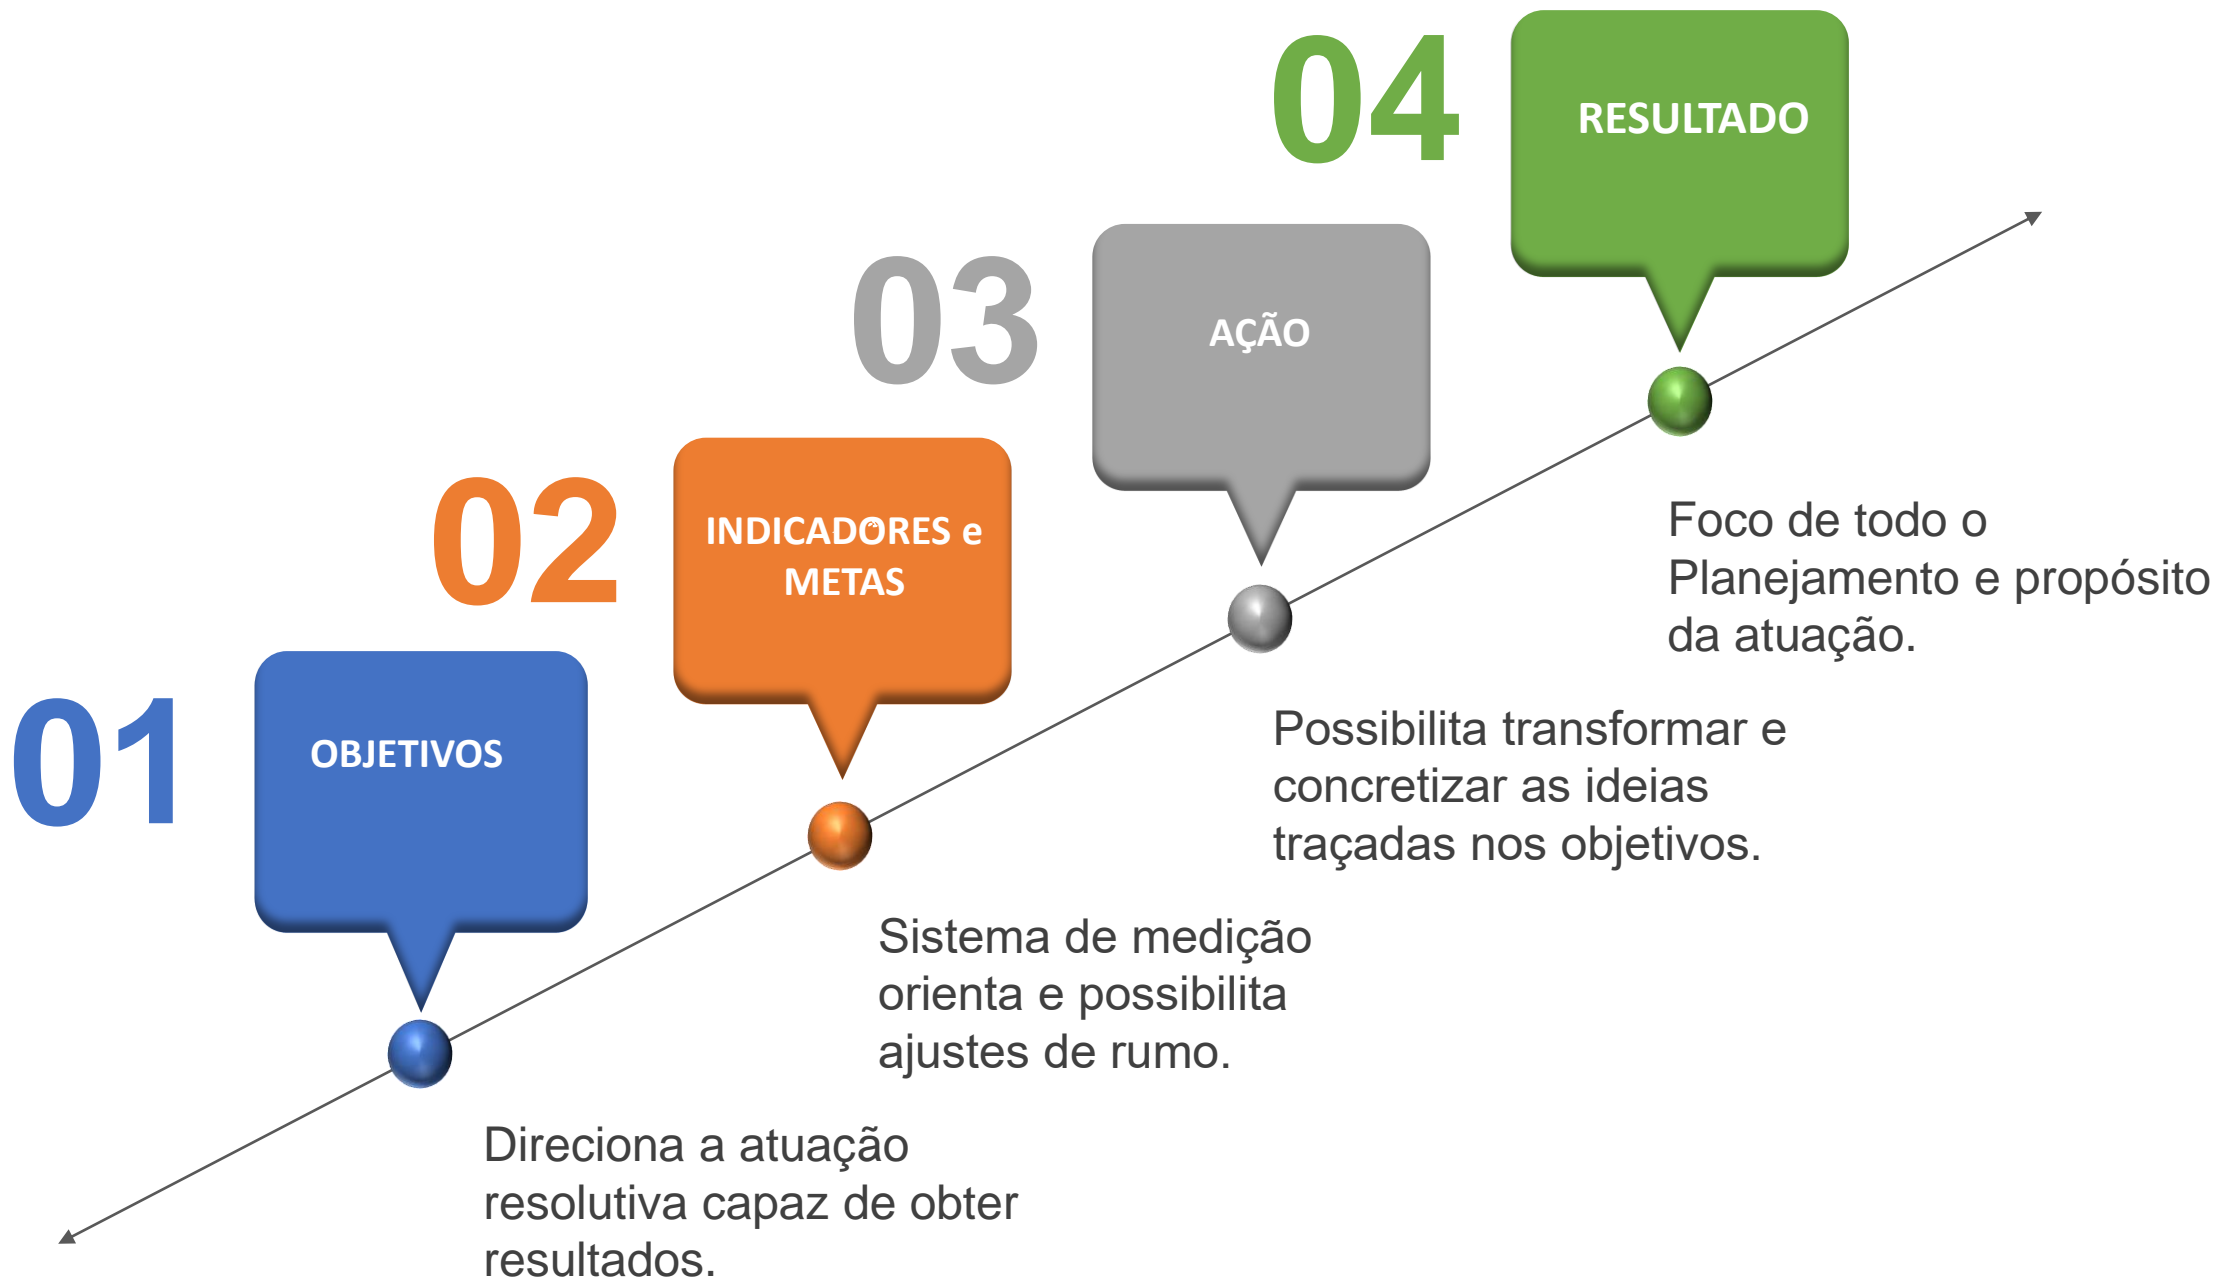 01
OBJETIVOS
Direciona a atuação
resolutiva capaz de obter
resultados.
02
INDICADORES e
METAS
Sistema de medição
orienta e possibilita
ajustes de rumo.
03
AÇÃO
Possibilita transformar e
concretizar as ideias
traçadas nos objetivos.
04
RESULTADO
Foco de todo o
Planejamento e propósito
da atuação.